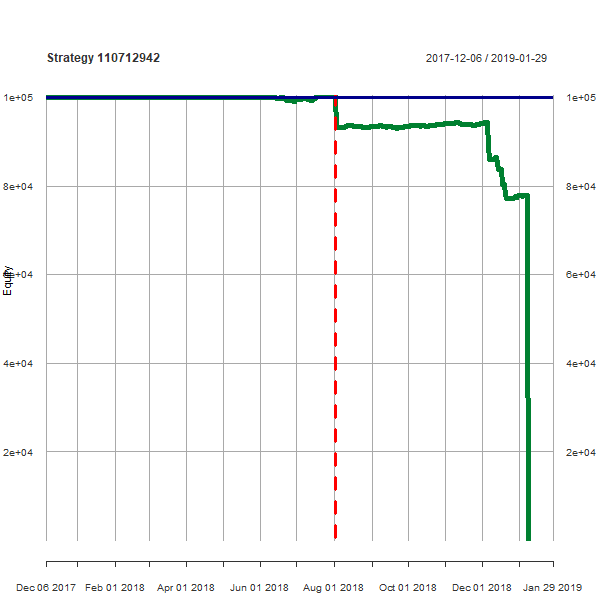 Strategy 110712942
2017-12-06 / 2019-01-29
1e+05
1e+05
8e+04
8e+04
6e+04
6e+04
Equity
4e+04
4e+04
2e+04
2e+04
Dec 06 2017
Feb 01 2018
Apr 01 2018
Jun 01 2018
Aug 01 2018
Oct 01 2018
Dec 01 2018
Jan 29 2019